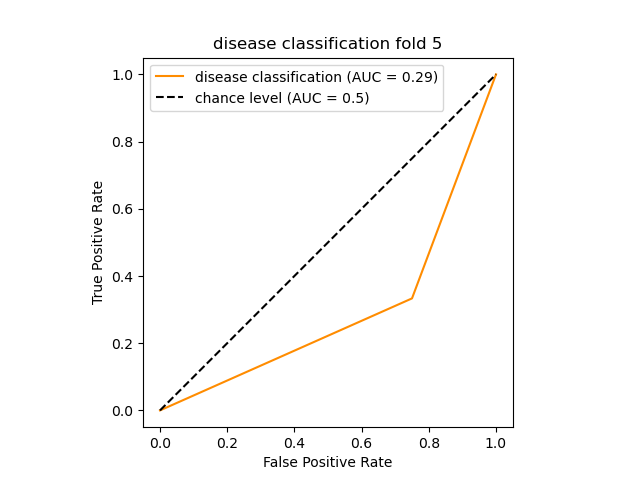 disease classification fold 5
disease classification (AUC = 0.29)
chance level (AUC = 0.5)
1.0
0.8
0.6
0.4
0.2
0.0
True Positive Rate
0.0 0.2 0.4 0.6 0.8 1.0
False Positive Rate